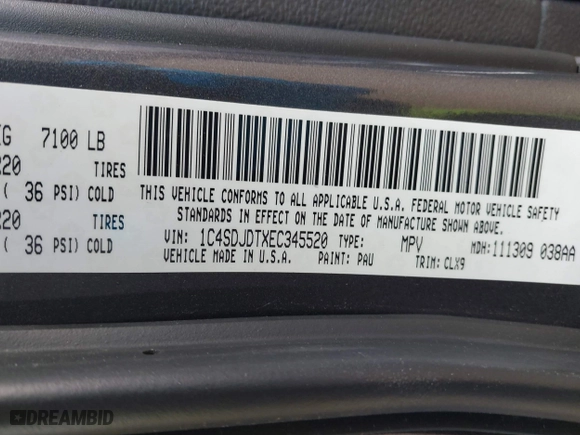 7100 LB
TIRES
( 36 PSI) COLD
TIRES
( 36 PSI) COLD
THIS VEHICLE CONFORMS TO ALL APPLICABLE U.S.A. FEDERAL MOTOR VEHICLE SAFETY
STANDARDS IN EFFECT ON THE DATE OF MANUFACTURE SHOWN ABOVE.
VIN: 1C4SDJDTXEC345520 TYPE: MPV MDH: 111309 038AA
VEHICLE MADE IN U.S.A. PAINT: PAU TRIM: CLX9
DREAMBID